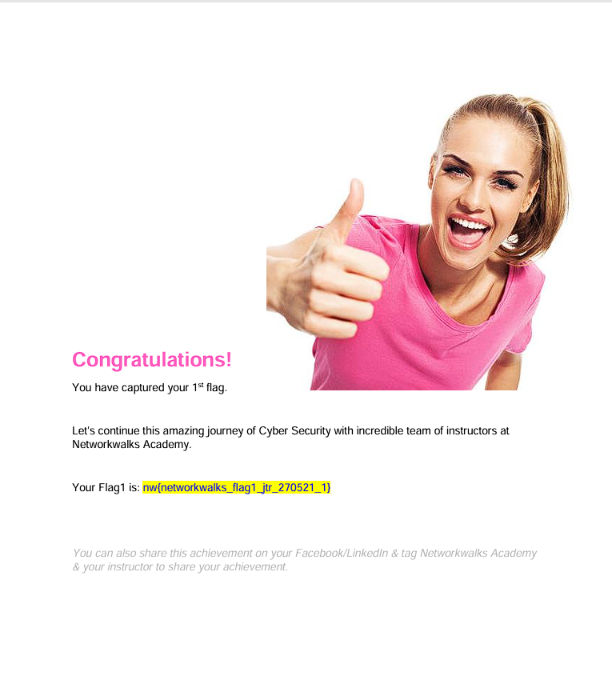 Congratulations!
You have captured your 1st flag.
Let's continue this amazing journey of Cyber Security with incredible team of instructors at
Networkwalks Academy.
Your Flag1 is: nw{networkwalks_flag1_jtr_270521_1}
You can also share this achievement on your Facebook/LinkedIn & tag Networkwalks Academy
& your instructor to share your achievement.